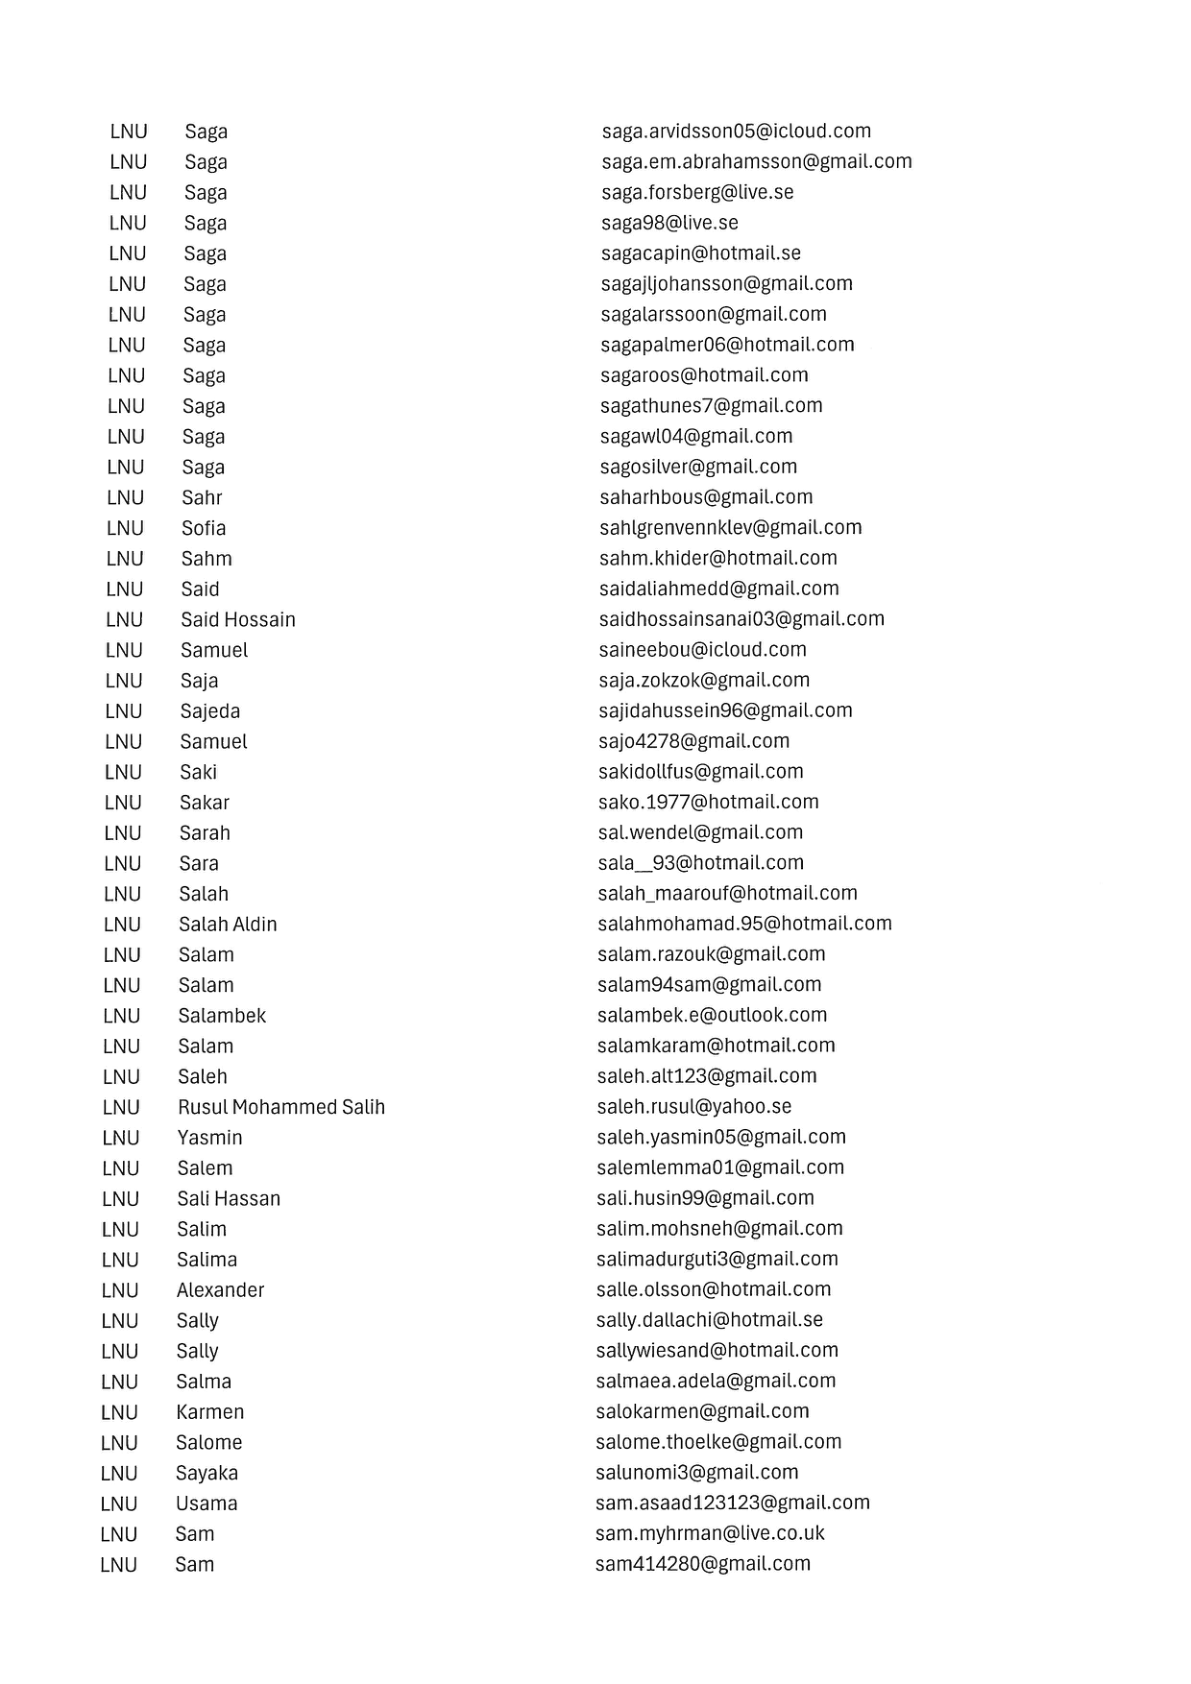 LNU Saga saga.arvidsson05@icloud.com
LNU Saga saga.em.abrahamsson@gmail.com
LNU Saga saga.forsberg@live.se
LNU Saga saga98@live.se
LNU Saga sagacapin@hotmail.se
LNU Saga sagajljohansson@gmail.com
LNU Saga sagalarssoon@gmail.com
LNU Saga sagapalmer06@hotmail.com
LNU Saga sagaroos@hotmail.com
LNU Saga sagathunes7@gmail.com
LNU Saga sagawl04@gmail.com
LNU Saga sagosilver@gmail.com
LNU Sahr saharhbous@gmail.com
LNU Sofia sahlgrenvennklev@gmail.com
LNU Sahm sahm.khider@hotmail.com
LNU Said saidaliahmedd@gmail.com
LNU Said Hossain saidhossainsanai03@gmail.com
LNU Samuel saineebou@icloud.com
LNU Saja saja.zokzok@gmail.com
LNU Sajeda sajidahussein96@gmail.com
LNU Samuel sajo4278@gmail.com
LNU Saki sakidollfus@gmail.com
LNU Sakar sako.1977@hotmail.com
LNU Sarah sal.wendel@gmail.com
LNU Sara sala__93@hotmail.com
LNU Salah salah_maarouf@hotmail.com
LNU Salah Aldin salahmohamad.95@hotmail.com
LNU Salam salam.razouk@gmail.com
LNU Salam salam94sam@gmail.com
LNU Salambek salambek.e@outlook.com
LNU Salam salamkaram@hotmail.com
LNU Saleh saleh.alt123@gmail.com
LNU Rusul Mohammed Salih saleh.rusul@yahoo.se
LNU Yasmin saleh.yasmin05@gmail.com
LNU Salem salemlemma01@gmail.com
LNU Sali Hassan sali.husin99@gmail.com
LNU Salim salim.mohsneh@gmail.com
LNU Salima salimadurguti3@gmail.com
LNU Alexander salle.olsson@hotmail.com
LNU Sally sally.dallachi@hotmail.se
LNU Sally sallywiesand@hotmail.com
LNU Salma salmaea.adela@gmail.com
LNU Karmen salokarmen@gmail.com
LNU Salome salome.thoelke@gmail.com
LNU Sayaka salunomi3@gmail.com
LNU Usama sam.asaad123123@gmail.com
LNU Sam sam.myhrman@live.co.uk
LNU Sam sam414280@gmail.com